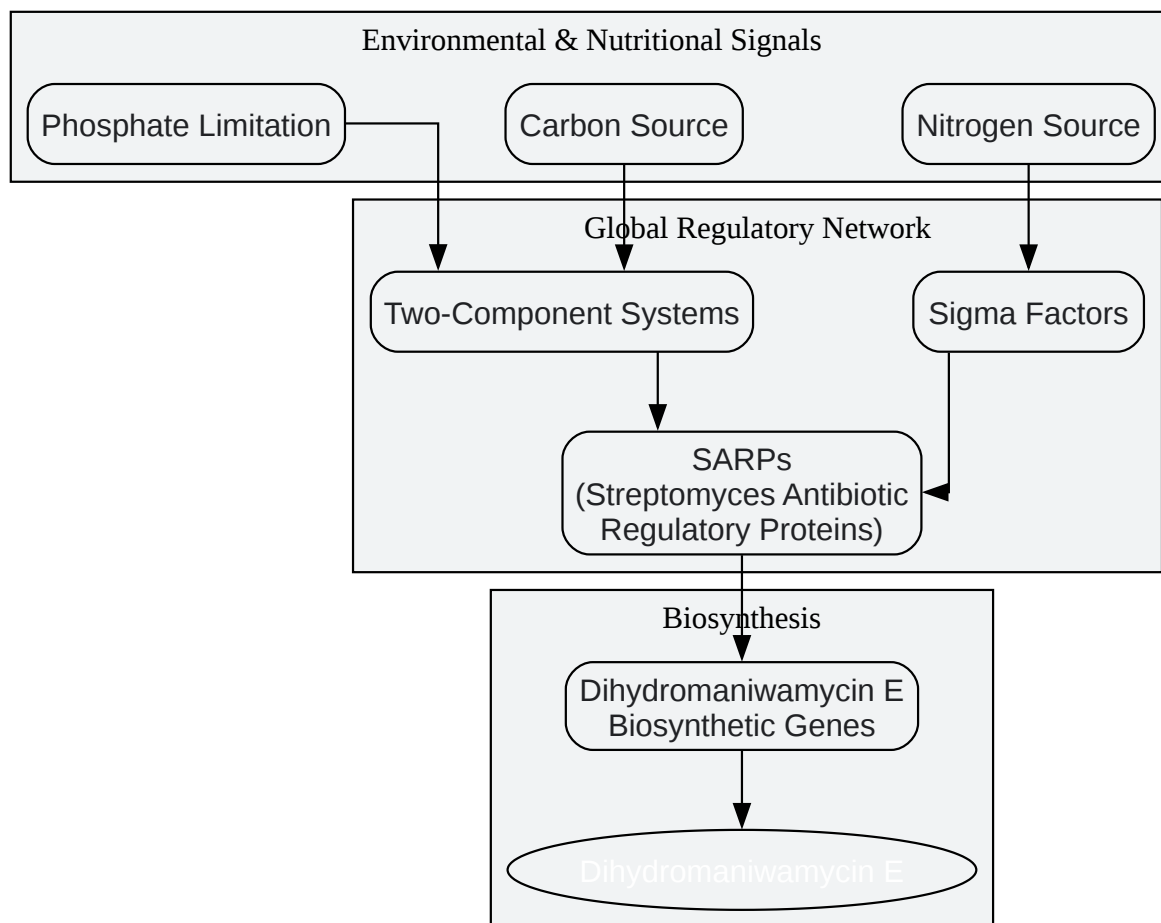 Environmental & Nutritional Signals
Phosphate Limitation
Carbon Source
Nitrogen Source
Global Regulatory Network
Two-Component Systems
Sigma Factors
SARPs
(Streptomyces Antibiotic
Regulatory Proteins)
Biosynthesis
Dihydromaniwamycin E
Biosynthetic Genes
Dihydromaniwamycin E